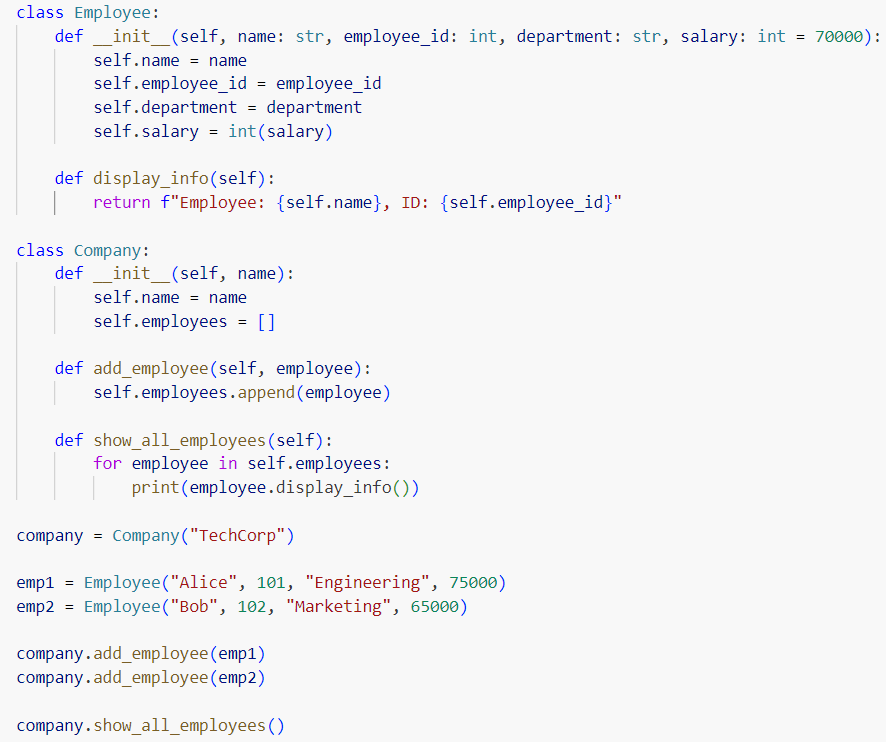 class Employee:
    def __init__(self, name: str, employee_id: int, department: str, salary: int = 70000):
        self.name = name
        self.employee_id = employee_id
        self.department = department
        self.salary = int(salary)

    def display_info(self):
        return f"Employee: {self.name}, ID: {self.employee_id}"

class Company:
    def __init__(self, name):
        self.name = name
        self.employees = []

    def add_employee(self, employee):
        self.employees.append(employee)

    def show_all_employees(self):
        for employee in self.employees:
            print(employee.display_info())

company = Company("TechCorp")

emp1 = Employee("Alice", 101, "Engineering", 75000)
emp2 = Employee("Bob", 102, "Marketing", 65000)

company.add_employee(emp1)
company.add_employee(emp2)

company.show_all_employees()